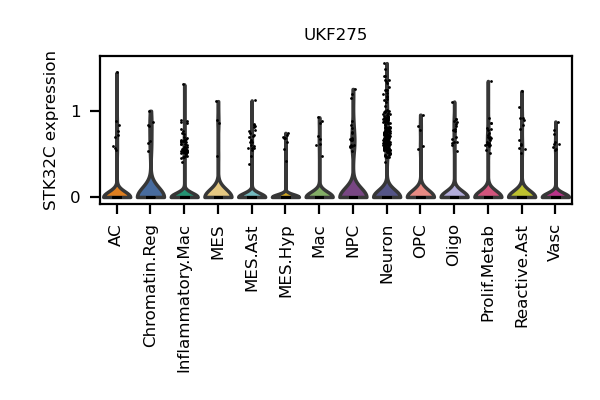 UKF275
STK32C expression
1
0
AC
Chromatin.Reg
Inflammatory.Mac
MES
MES.Ast
MES.Hyp
Mac
NPC
Neuron
OPC
Oligo
Prolif.Metab
Reactive.Ast
Vasc